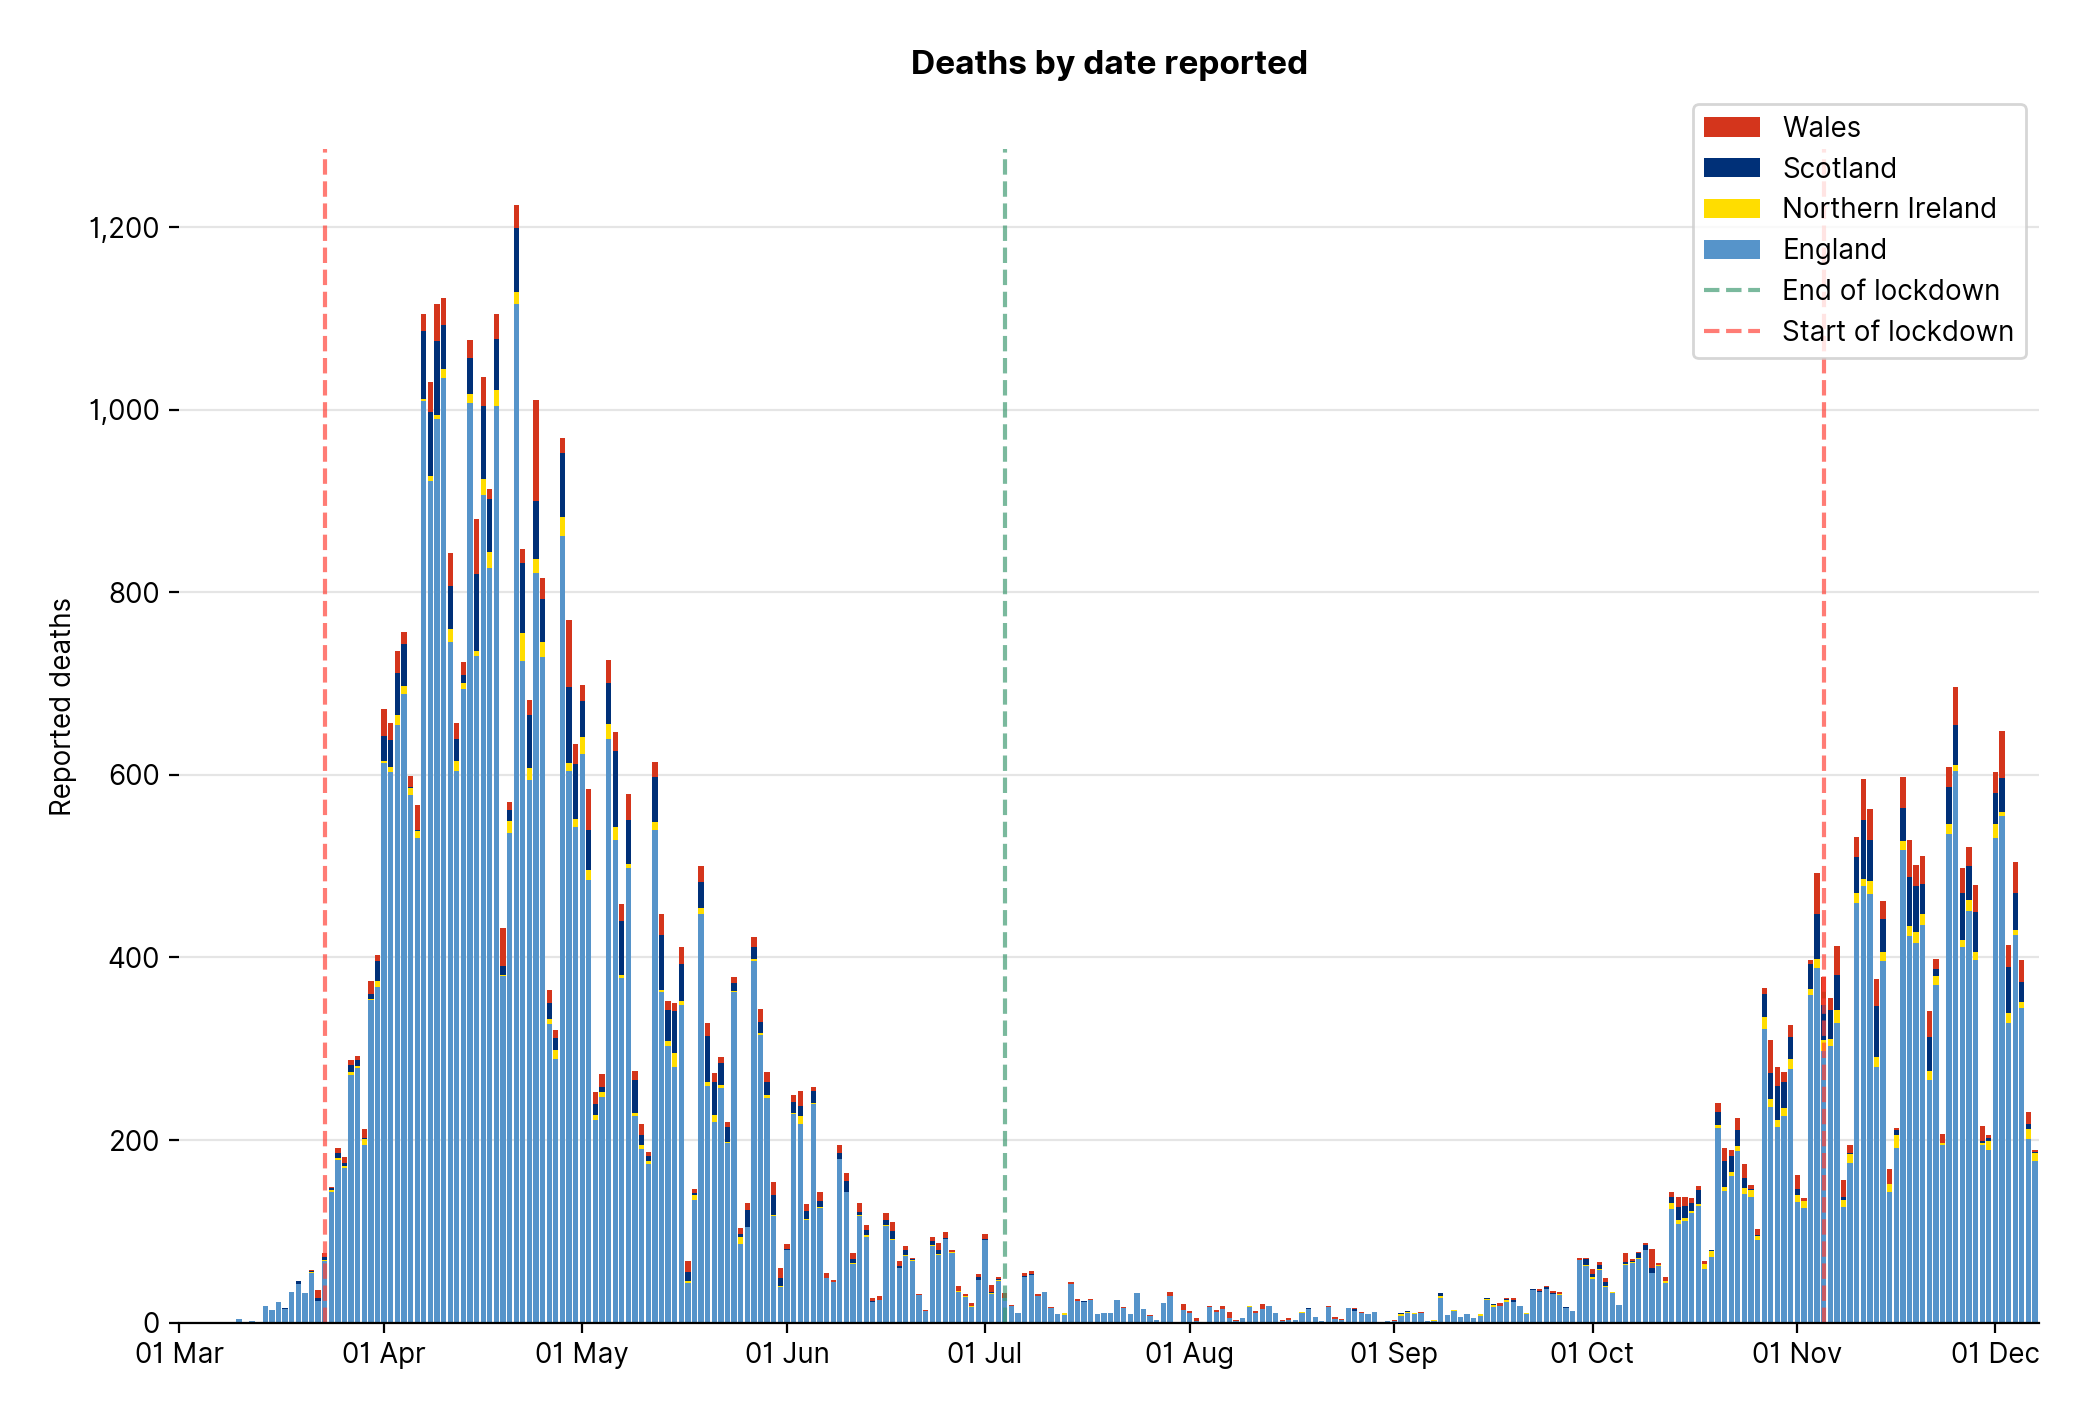 Deaths by date reported
Wales
Scotland
Northern Ireland
England
End of lockdown
Start of lockdown
Reported deaths
1,200
1,000
800
600
400
200
0
01 Mar
01 Apr
01 May
01 Jun
01 Jul
01 Aug
01 Sep
01 Oct
01 Nov
01 Dec